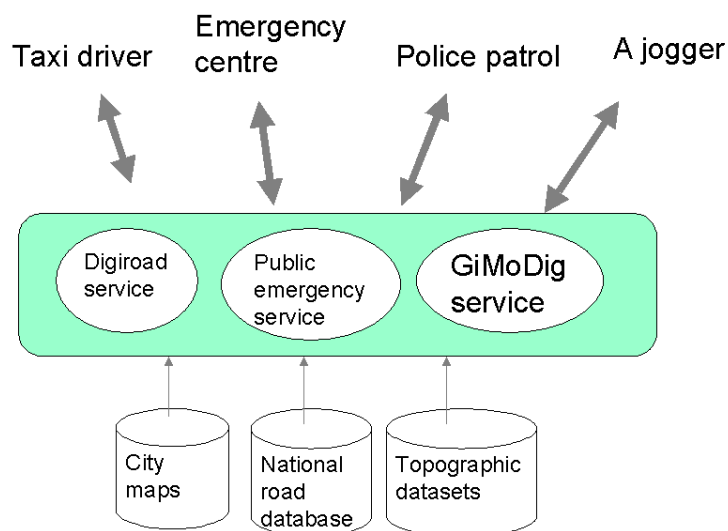 Taxi driver
Emergency
centre
Police patrol
A jogger
Digiroad
service
Public
emergency
service
GiMoDig
service
City
maps
National
road
database
Topographic
datasets